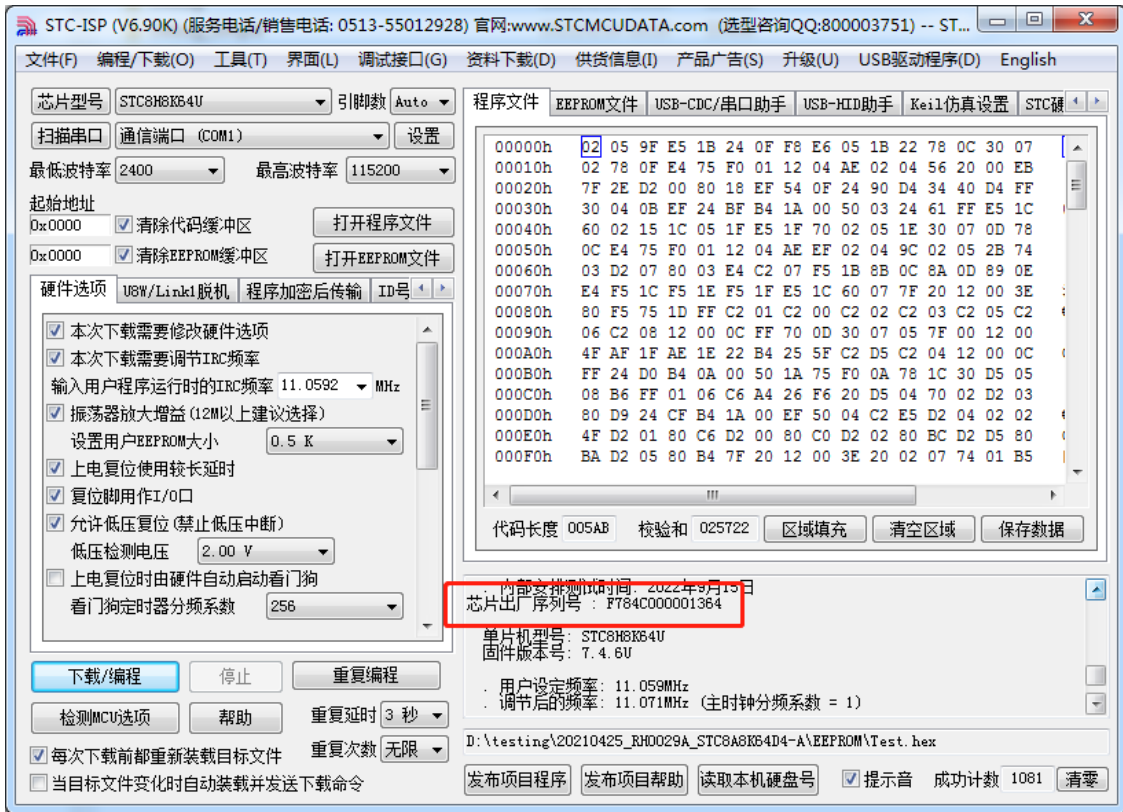 STC-ISP (V6.90K) (服务电话/销售电话: 0513-55012928) 官网:www.STCMCUDATA.com (选型咨询QQ:800003751) -- ST...
文件(F) 编程/下载(O) 工具(T) 界面(L) 调试接口(G) 资料下载(D) 供货信息(I) 产品广告(S) 升级(U) USB驱动程序(D) English
芯片型号 STC8H8K64U 引脚数 Auto
扫描串口 通信端口 (COM1) 设置
最低波特率 2400 最高波特率 115200
起始地址
0x0000 清除代码缓冲区 打开程序文件
0x0000 清除EEPROM缓冲区 打开EEPROM文件
硬件选项 U8W/Link1脱机 程序加密后传输 ID号
本次下载需要修改硬件选项
本次下载需要调节IRC频率
输入用户程序运行时的IRC频率 11.0592 MHz
振荡器放大增益(12M以上建议选择)
设置用户EEPROM大小 0.5 K
上电复位使用较长延时
复位脚用作I/O口
允许低压复位(禁止低压中断)
低压检测电压 2.00 V
上电复位时由硬件自动启动看门狗
看门狗定时器分频系数 256
下载/编程 停止 重复编程
检测MCU选项 帮助 重复延时 3 秒
每次下载前都重新装载目标文件 重复次数 无限
当目标文件变化时自动装载并发送下载命令
程序文件 EEPROM文件 USB-CDC/串口助手 USB-HID助手 Keil仿真设置 STC硬
00000h 02 05 9F E5 1B 24 0F F8 E6 05 1B 22 78 0C 30 07
00010h 02 78 0F E4 75 F0 01 12 04 AE 02 04 56 20 00 EB
00020h 7F 2E D2 00 80 18 EF 54 0F 24 90 D4 34 40 D4 FF
00030h 30 04 0B EF 24 BF B4 1A 00 50 03 24 61 FF E5 1C
00040h 60 02 15 1C 05 1F E5 1F 70 02 05 1E 30 07 0D 78
00050h 0C E4 75 F0 01 12 04 AE EF 02 04 9C 02 05 2B 74
00060h 03 D2 07 80 03 E4 C2 07 F5 1B 8B 0C 8A 0D 89 0E
00070h E4 F5 1C F5 1E F5 1F E5 1C 60 07 7F 20 12 00 3E
00080h 80 F5 75 1D FF C2 01 C2 00 C2 02 C2 03 C2 05 C2
00090h 06 C2 08 12 00 0C FF 70 0D 30 07 05 7F 00 12 00
000A0h 4F AF 1F AE 1E 22 B4 25 5F C2 D5 C2 04 12 00 0C
000B0h FF 24 D0 B4 0A 00 50 1A 75 F0 0A 78 1C 30 D5 05
000C0h 08 B6 FF 01 06 C6 A4 26 F6 20 D5 04 70 02 D2 03
000D0h 80 D9 24 CF B4 1A 00 EF 50 04 C2 E5 D2 04 02 02
000E0h 4F D2 01 80 C6 D2 00 80 C0 D2 02 80 BC D2 D5 80
000F0h BA D2 05 80 B4 7F 20 12 00 3E 20 02 07 74 01 B5
代码长度 005AB 校验和 025722 区域填充 清空区域 保存数据
. 内部安排测试时间: 2022年9月15日
芯片出厂序列号 : F784C000001364
单片机型号: STC8H8K64U
固件版本号: 7.4.6U
. 用户设定频率: 11.059MHz
. 调节后的频率: 11.071MHz (主时钟分频系数 = 1)
D:\testing\20210425_RH0029A_STC8A8K64D4-A\EEPROM\Test.hex
发布项目程序 发布项目帮助 读取本机硬盘号 提示音 成功计数 1081 清零